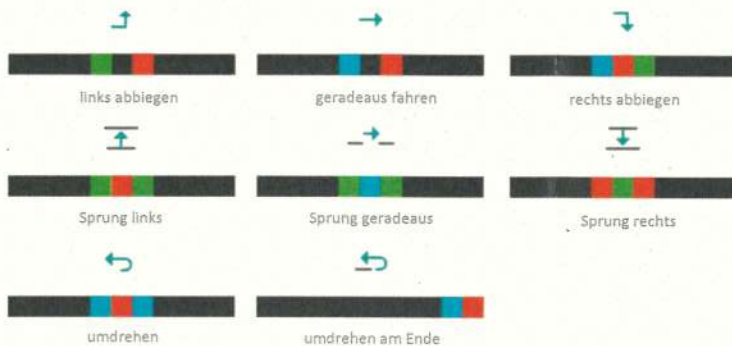 links abbiegen
geradeaus fahren
rechts abbiegen
Sprung links
Sprung geradeaus
Sprung rechts
umdrehen
umdrehen am Ende